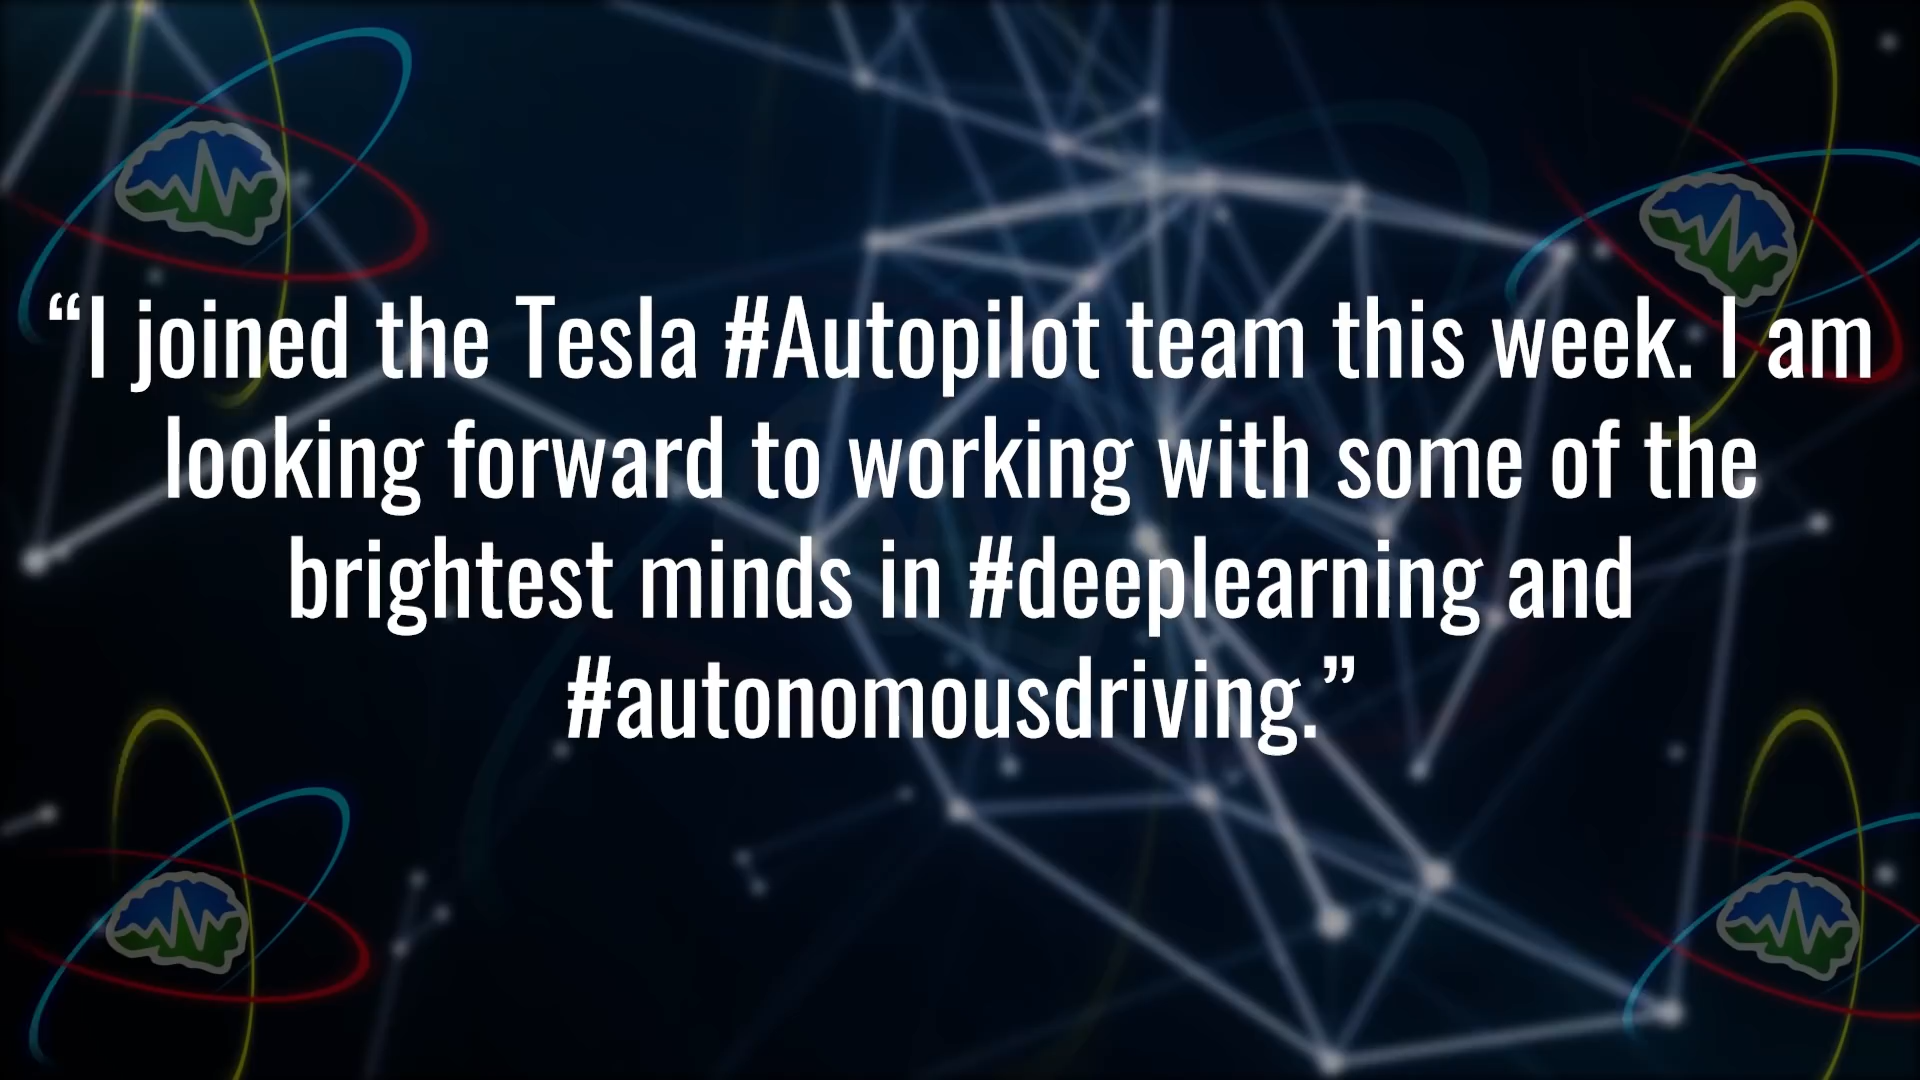 “I joined the Tesla #Autopilot team this week. I am
looking forward to working with some of the
brightest minds in #deeplearning and
#autonomousdriving.”